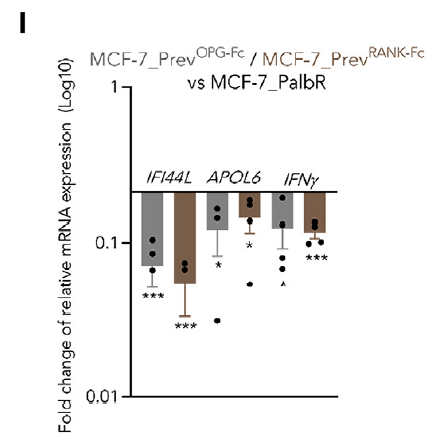 I
MCF-7_Prev^OPG-Fc / MCF-7_Prev^RANK-Fc
vs MCF-7_PalbR
Fold change of relative mRNA expression (Log10)
1
IFI44L APOL6 IFNγ
0.1
*** *** * * * ***
0.01